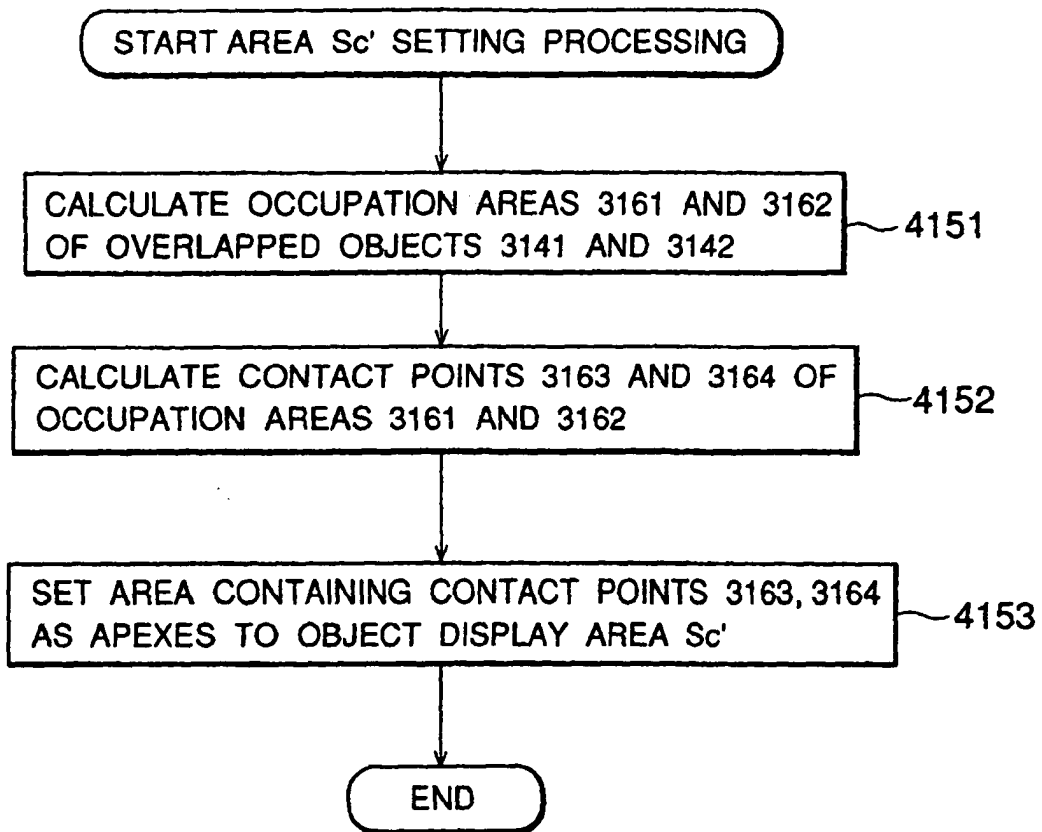 START AREA Sc' SETTING PROCESSING
CALCULATE OCCUPATION AREAS 3161 AND 3162
OF OVERLAPPED OBJECTS 3141 AND 3142
4151
CALCULATE CONTACT POINTS 3163 AND 3164 OF
OCCUPATION AREAS 3161 AND 3162
4152
SET AREA CONTAINING CONTACT POINTS 3163, 3164
AS APEXES TO OBJECT DISPLAY AREA Sc'
4153
END